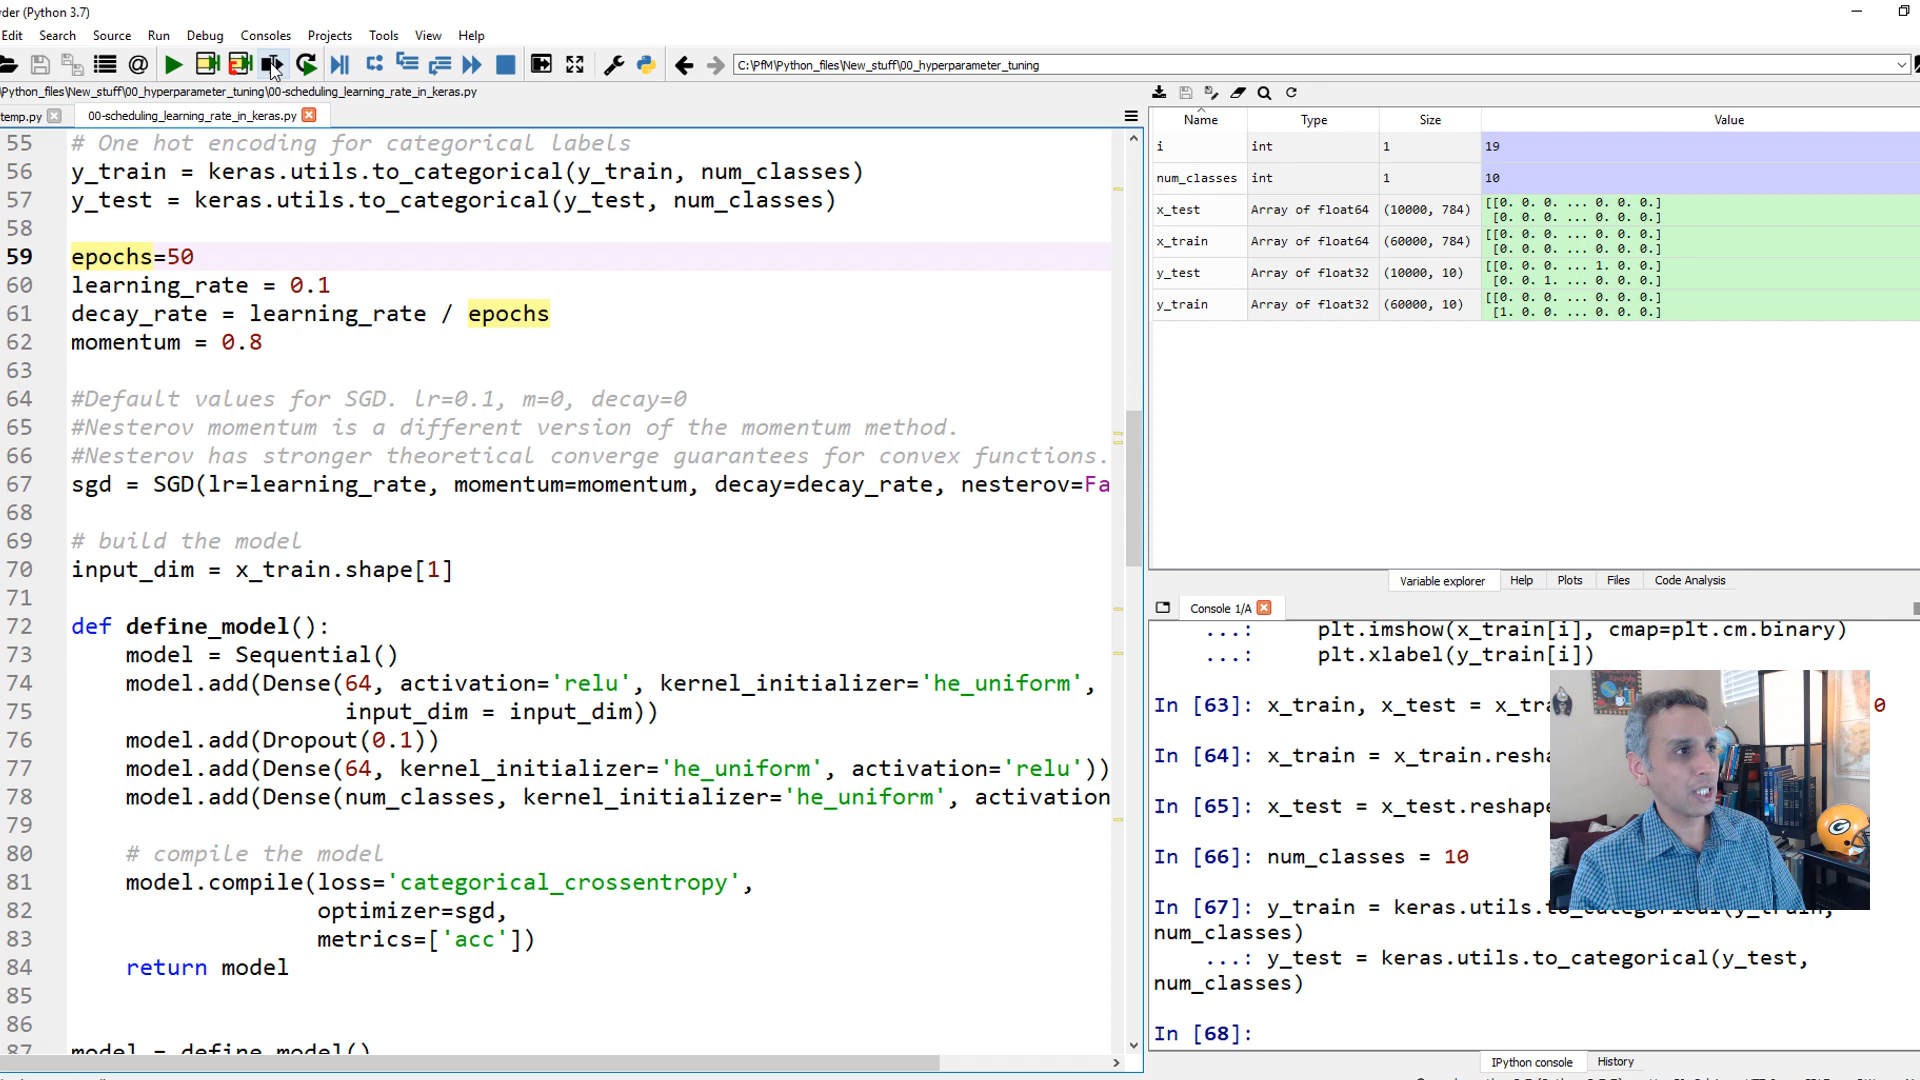 yder (Python 3.7)
Edit Search Source Run Debug Consoles Projects Tools View Help
C:\PfM\Python_files\New_stuff\00_hyperparameter_tuning
Python_files\New_stuff\00_hyperparameter_tuning\00-scheduling_learning_rate_in_keras.py
temp.py 00-scheduling_learning_rate_in_keras.py
55 # One hot encoding for categorical labels
56 y_train = keras.utils.to_categorical(y_train, num_classes)
57 y_test = keras.utils.to_categorical(y_test, num_classes)
58
59 epochs=50
60 learning_rate = 0.1
61 decay_rate = learning_rate / epochs
62 momentum = 0.8
63
64 #Default values for SGD. lr=0.1, m=0, decay=0
65 #Nesterov momentum is a different version of the momentum method.
66 #Nesterov has stronger theoretical converge guarantees for convex functions.
67 sgd = SGD(lr=learning_rate, momentum=momentum, decay=decay_rate, nesterov=Fa
68
69 # build the model
70 input_dim = x_train.shape[1]
71
72 def define_model():
73 model = Sequential()
74 model.add(Dense(64, activation='relu', kernel_initializer='he_uniform',
75 input_dim = input_dim))
76 model.add(Dropout(0.1))
77 model.add(Dense(64, kernel_initializer='he_uniform', activation='relu'))
78 model.add(Dense(num_classes, kernel_initializer='he_uniform', activation
79
80 # compile the model
81 model.compile(loss='categorical_crossentropy',
82 optimizer=sgd,
83 metrics=['acc'])
84 return model
85
86
87 model = define_model()
Name Type Size Value
i int 1 19
num_classes int 1 10
x_test Array of float64 (10000, 784) [[0. 0. 0. ... 0. 0. 0.]
[0. 0. 0. ... 0. 0. 0.]
x_train Array of float64 (60000, 784) [[0. 0. 0. ... 0. 0. 0.]
[0. 0. 0. ... 0. 0. 0.]
y_test Array of float32 (10000, 10) [[0. 0. 0. ... 1. 0. 0.]
[0. 0. 1. ... 0. 0. 0.]
y_train Array of float32 (60000, 10) [[0. 0. 0. ... 0. 0. 0.]
[1. 0. 0. ... 0. 0. 0.]
Variable explorer Help Plots Files Code Analysis
Console 1/A
...: plt.imshow(x_train[i], cmap=plt.cm.binary)
...: plt.xlabel(y_train[i])
In [63]: x_train, x_test = x_tra 0
In [64]: x_train = x_train.resha
In [65]: x_test = x_test.reshape
In [66]: num_classes = 10
In [67]: y_train = keras.utils.to_categorical(y_train,
num_classes)
...: y_test = keras.utils.to_categorical(y_test,
num_classes)
In [68]:
IPython console History